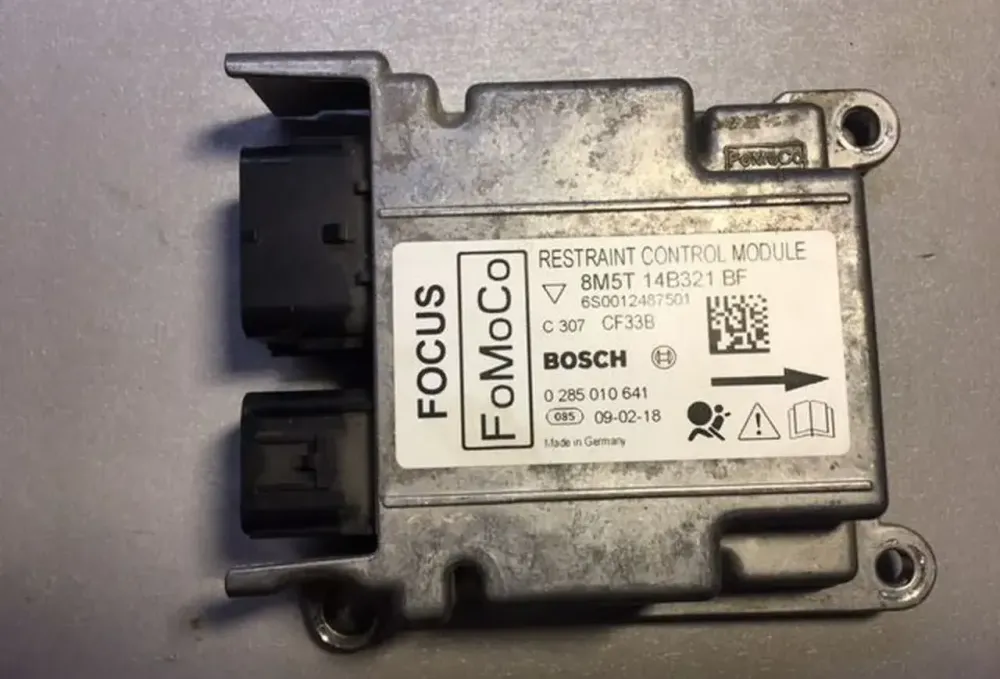 FoMoCo
FOCUS
FoMoCo
RESTRAINT CONTROL MODULE
8M5T 14B321 BF
6S0012487501
C 307 CF33B
BOSCH
0 285 010 641
085 09-02-18
Made in Germany